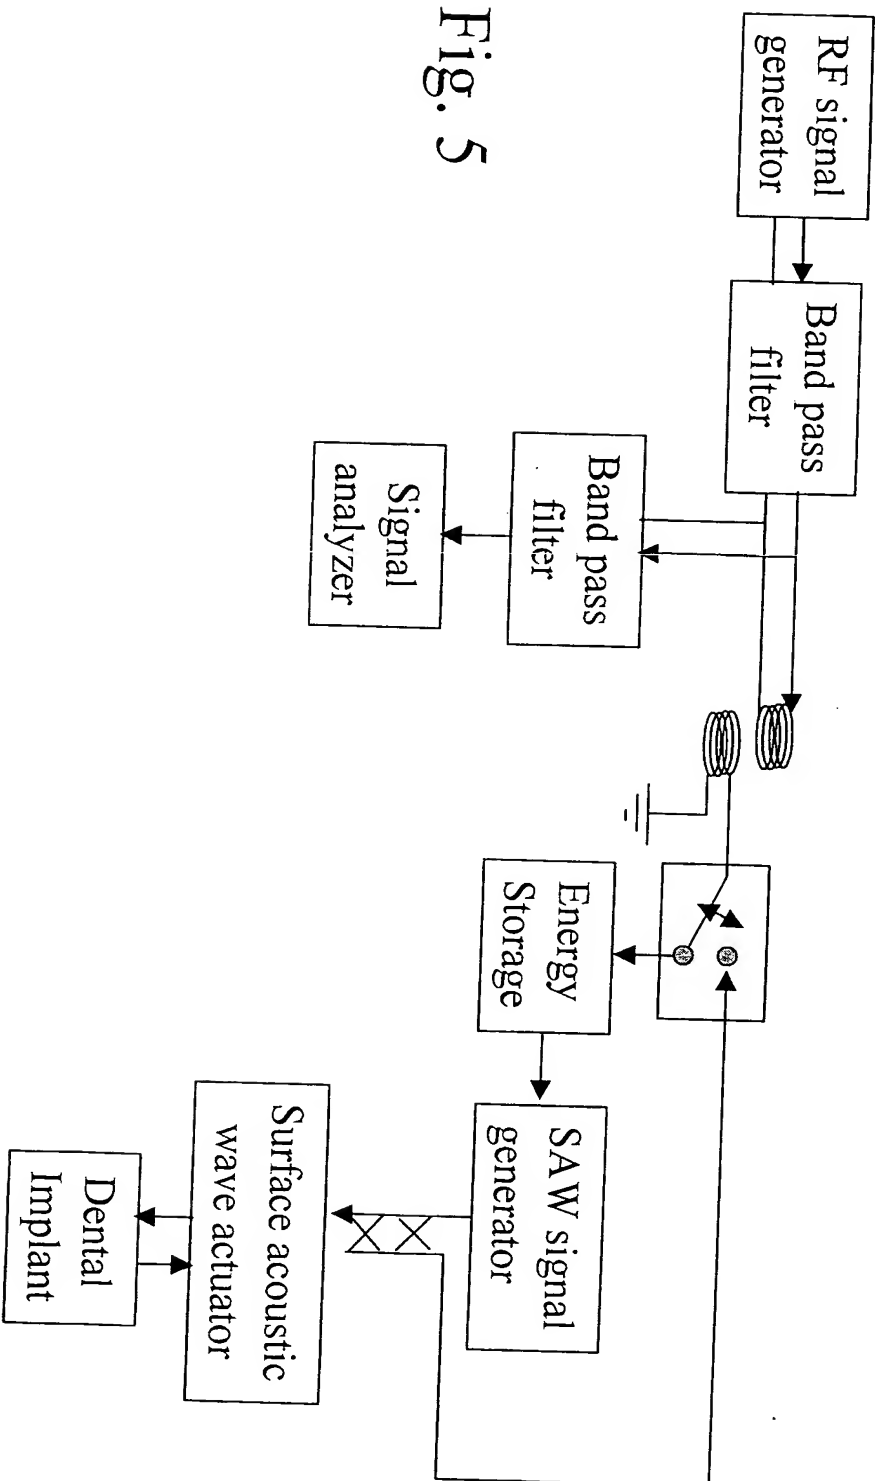 RF signal
generator
Band pass
filter
Band pass
filter
Signal
analyzer
Energy
Storage
SAW signal
generator
Surface acoustic
wave actuator
Dental
Implant
Fig. 5